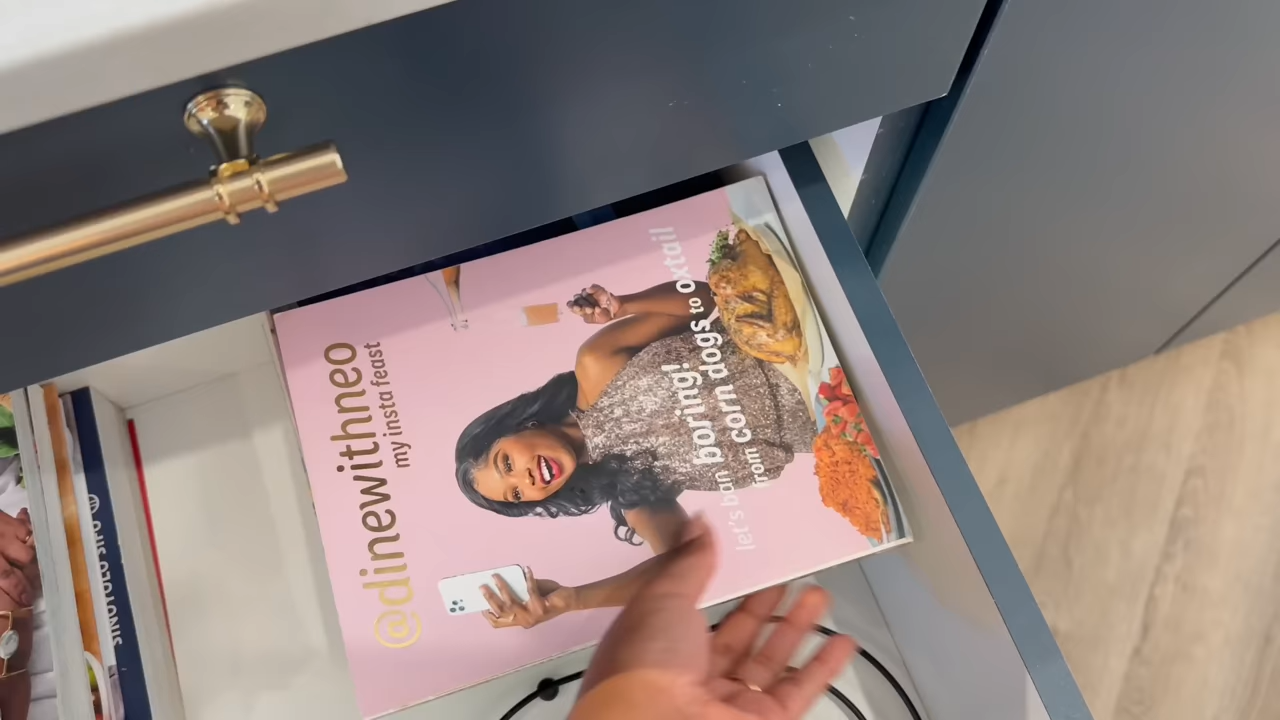 @dinewithneo
my insta feast
let's ban boring!
from corn dogs to oxtail